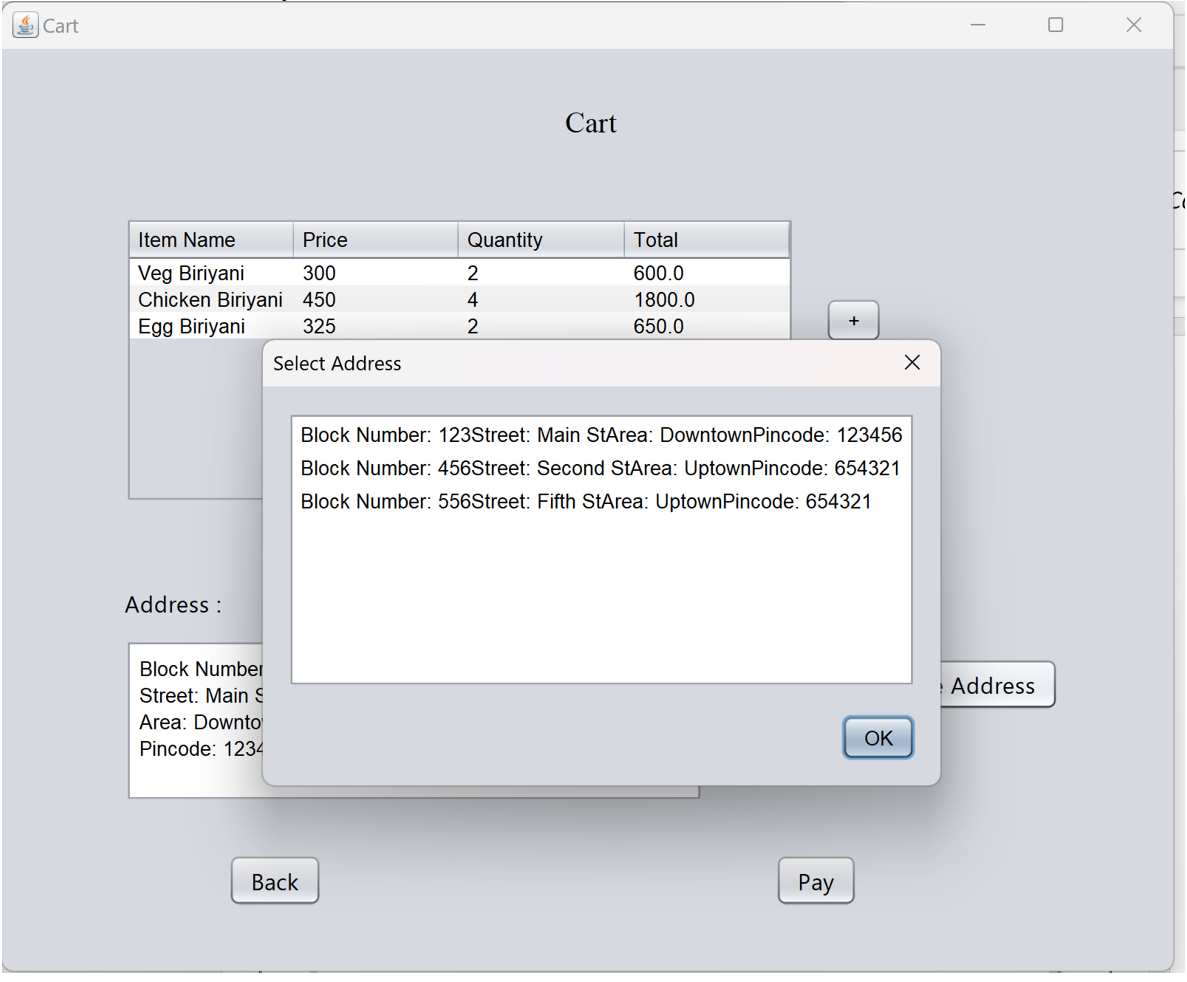 Cart
Cart
Item Name Price Quantity Total
Veg Biriyani 300 2 600.0
Chicken Biriyani 450 4 1800.0
Egg Biriyani 325 2 650.0
+
Select Address
Block Number: 123Street: Main StArea: DowntownPincode: 123456
Block Number: 456Street: Second StArea: UptownPincode: 654321
Block Number: 556Street: Fifth StArea: UptownPincode: 654321
OK
Address :
Block Number
Street: Main S
Area: Downto
Pincode: 1234
Address
Back Pay